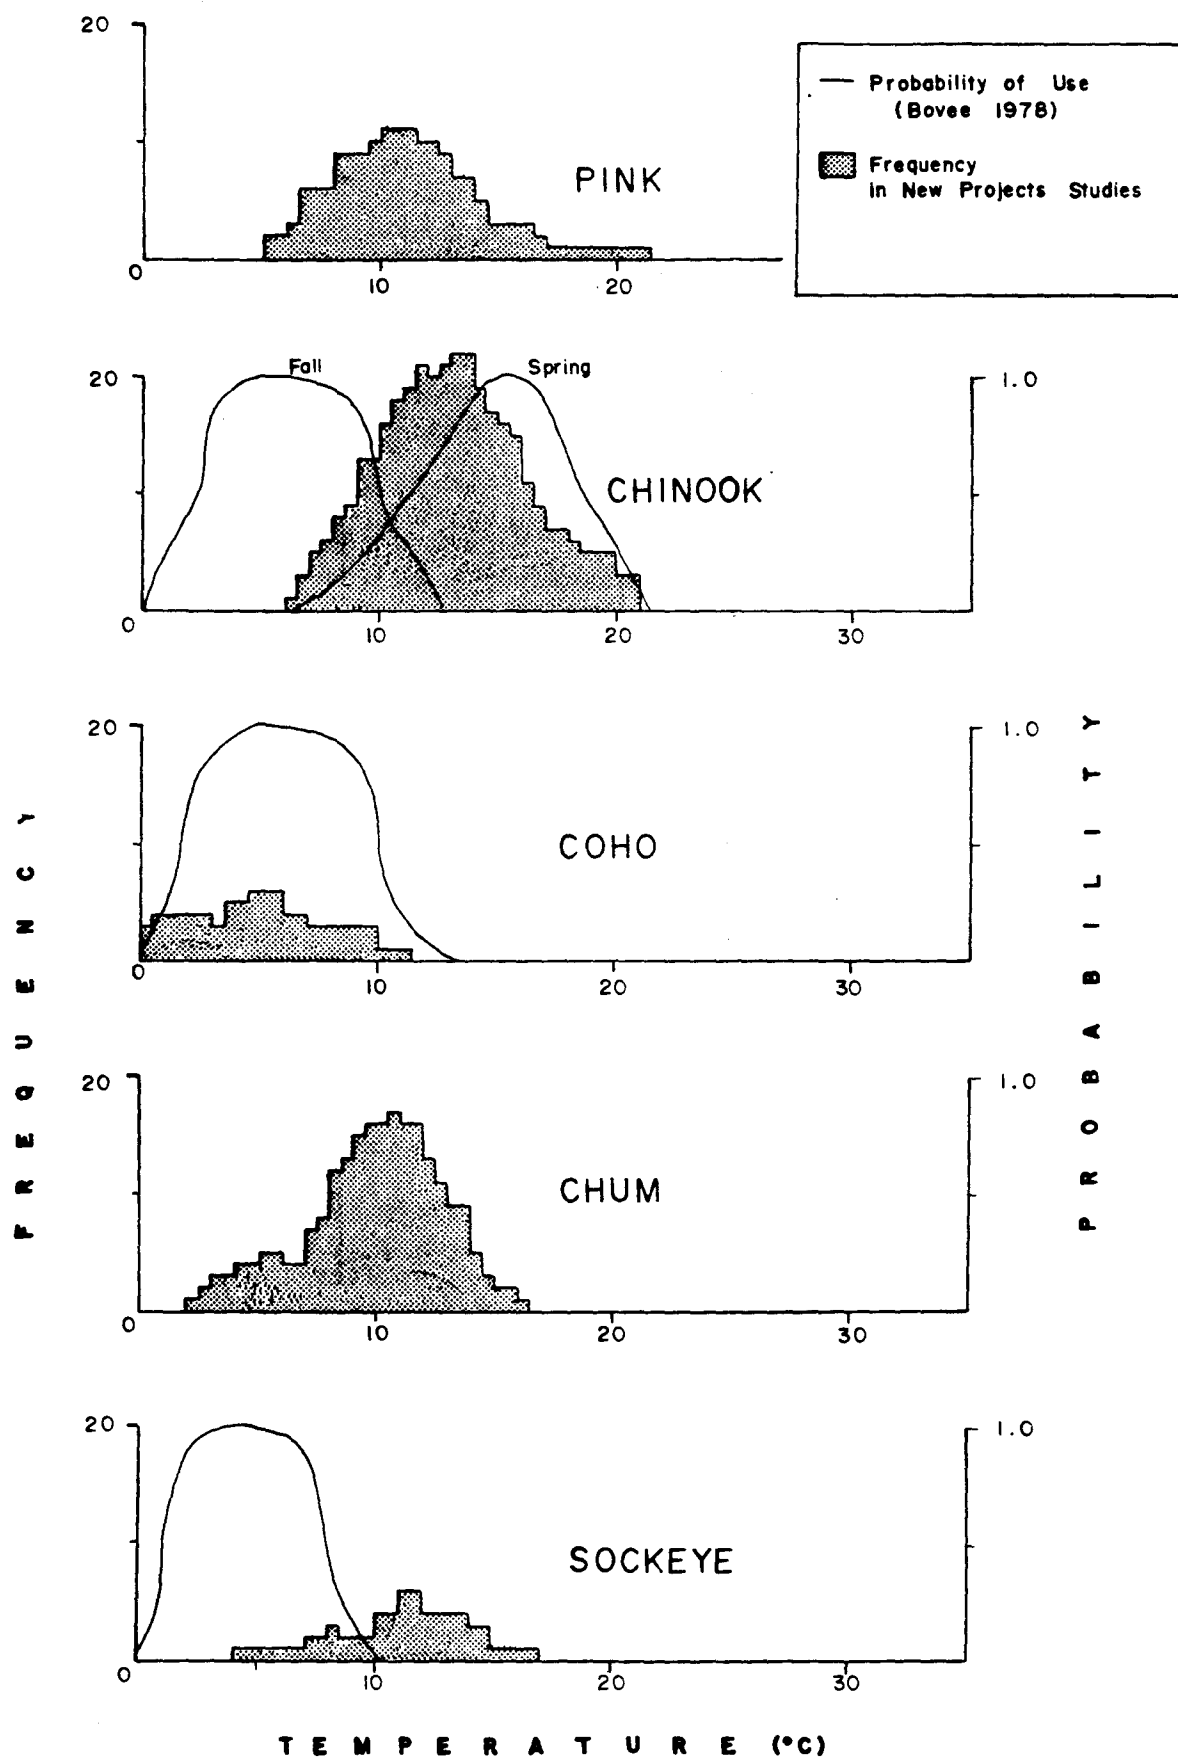 20
Probability of Use
(Bovee 1978)
Frequency
in New Projects Studies
PINK
0
10
20
Fall
Spring
20
1.0
CHINOOK
0
10
20
30
20
1.0
COHO
0
10
20
30
FREQUENCY
PROBABILITY
20
1.0
CHUM
0
10
20
30
20
1.0
SOCKEYE
0
10
20
30
TEMPERATURE (°C)